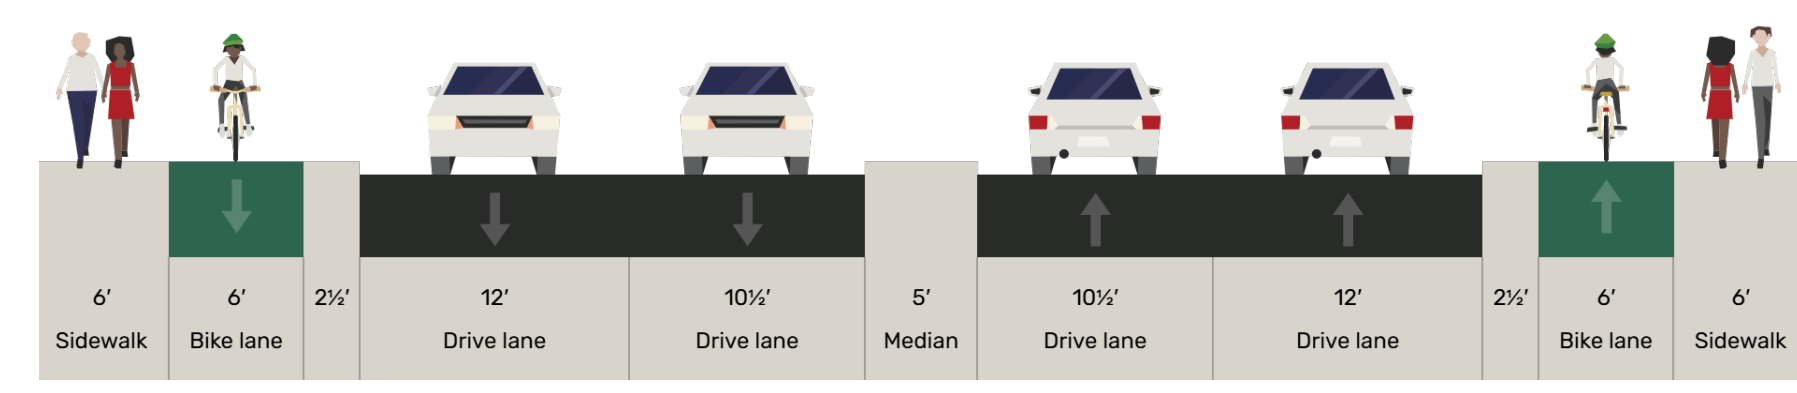 6′ 6′ 2½′ 12′ 10½′ 5′ 10½′ 12′ 2½′ 6′ 6′
Sidewalk Bike lane Drive lane Drive lane Median Drive lane Drive lane Bike lane Sidewalk